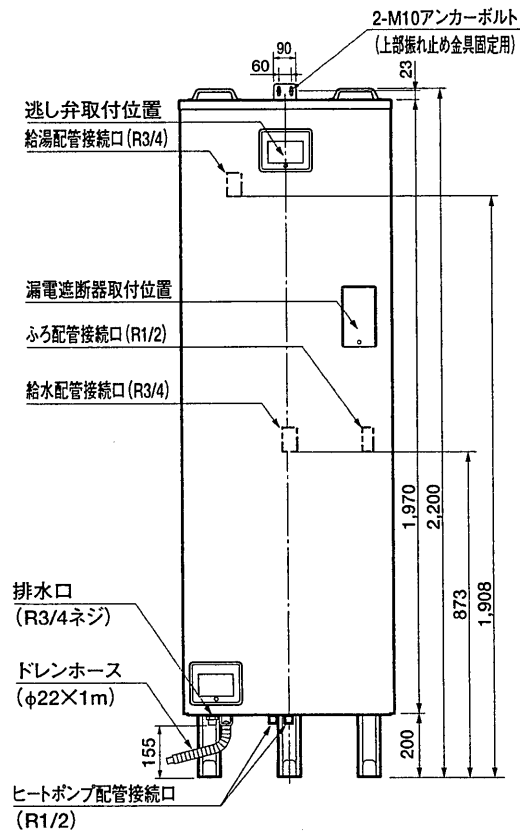 2-M10アンカーボルト
(上部振れ止め金具固定用)
90
60
23
逃し弁取付位置
給湯配管接続口(R3/4)
漏電遮断器取付位置
ふろ配管接続口(R1/2)
給水配管接続口(R3/4)
1,970
2,200
873
1,908
排水口
(R3/4ネジ)
ドレンホース
(φ22×1m)
155
200
ヒートポンプ配管接続口
(R1/2)